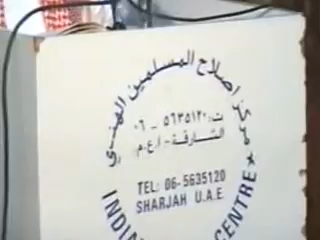 مركز اصلاح المسلمين الهندي
ت: ٥٦٣٥١٢٠ - ٠٦
الشارقة - ا.ع.م.
TEL: 06-5635120
SHARJAH U.A.E.
INDIAN CENTRE